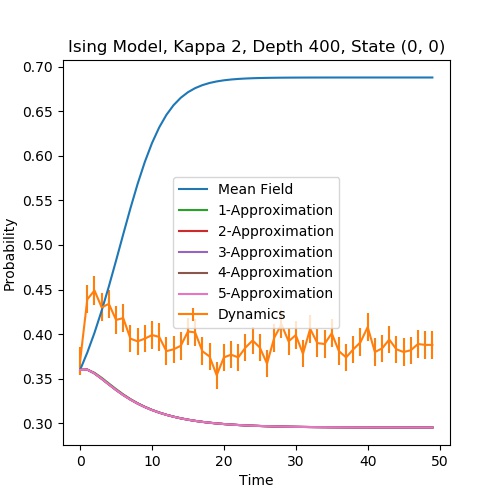 Ising Model, Kappa 2, Depth 400, State (0, 0)
0.70
0.65
0.60
0.55
0.50
0.45
0.40
0.35
0.30
Probability
Mean Field
1-Approximation
2-Approximation
3-Approximation
4-Approximation
5-Approximation
Dynamics
0 10 20 30 40 50
Time